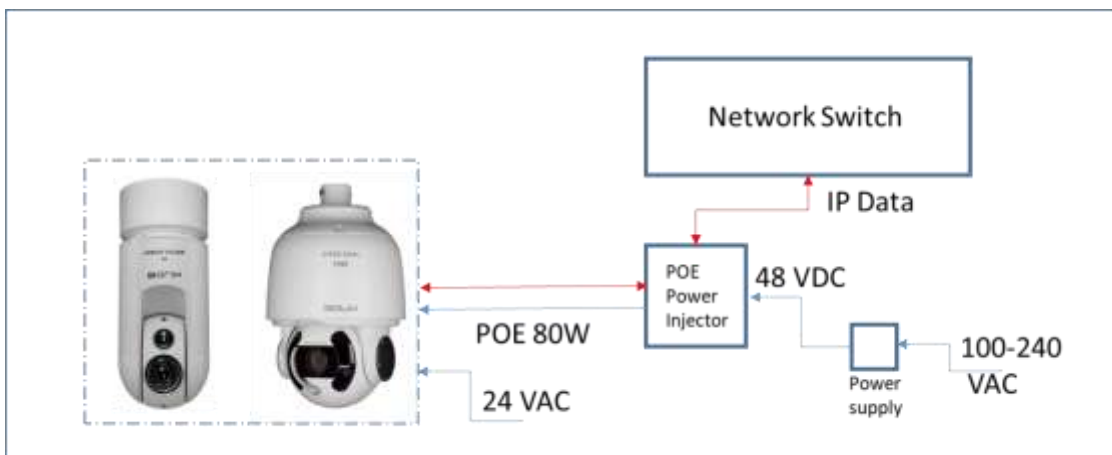 Network Switch
IP Data
POE
Power
Injector
48 VDC
POE 80W
100-240
VAC
Power
supply
24 VAC